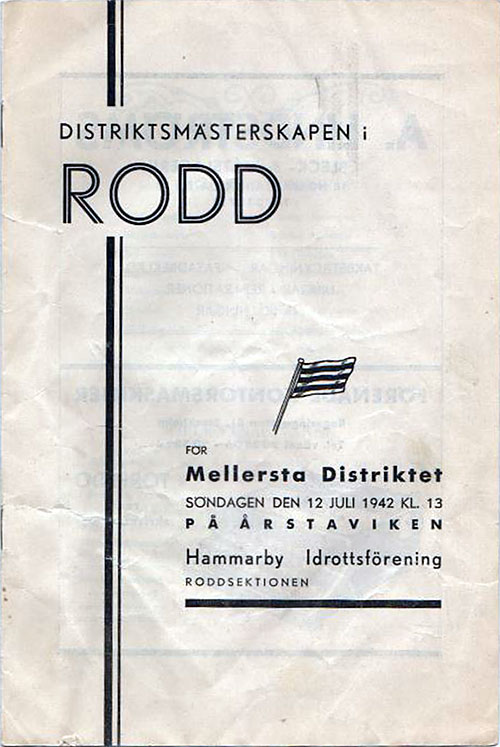 DISTRIKTSMÄSTERSKAPEN i
RODD
FÖR
Mellersta Distriktet
SÖNDAGEN DEN 12 JULI 1942 KL. 13
PÅ ÅRSTAVIKEN
Hammarby Idrottsförening
RODDSEKTIONEN